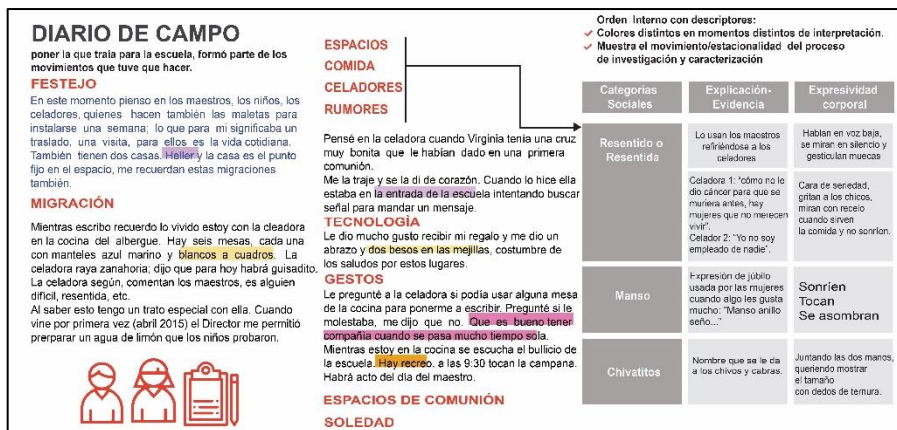 DIARIO DE CAMPO
poner la que traia para la escuela, formó parte de los
movimientos que tuve que hacer.
FESTEJO
En este momento pienso en los maestros, los niños, los
celadores, quienes hacen también las maletas para
instalarse una semana; lo que para mi significaba un
traslado, una visita, para ellos es la vida cotidiana.
También tienen dos casas. Heller y la casa es el punto
fijo en el espacio, me recuerdan estas migraciones
también.
MIGRACIÓN
Mientras escribo recuerdo lo vivido estoy con la cleadora
en la cocina del albergue. Hay seis mesas, cada una
con manteles azul marino y blancos a cuadros. La
celadora raya zanahoria; dijo que para hoy habrá guisadito.
La celadora según, comentan los maestros, es alguien
difícil, resentida, etc.
Al saber esto tengo un trato especial con ella. Cuando
vine por primera vez (abril 2015) el Director me permitió
prerparar un agua de limón que los niños probaron.
ESPACIOS
COMIDA
CELADORES
RUMORES
Pensé en la celadora cuando Virginia tenía una cruz
muy bonita que le habían dado en una primera
comunión.
Me la traje y se la di de corazón. Cuando lo hice ella
estaba en la entrada de la escuela intentando buscar
señal para mandar un mensaje.
TECNOLOGÍA
Le dio mucho gusto recibir mi regalo y me dio un
abrazo y dos besos en las mejillas, costumbre de
los saludos por estos lugares.
GESTOS
Le pregunté a la celadora si podía usar alguna mesa
de la cocina para ponerme a escribir. Pregunté si le
molestaba, me dijo que no. Que es bueno tener
compañía cuando se pasa mucho tiempo sola.
Mientras estoy en la cocina se escucha el bullicio de
la escuela. Hay recreo. a las 9:30 tocan la campana.
Habrá acto del día del maestro.
ESPACIOS DE COMUNIÓN
SOLEDAD
Orden Interno con descriptores:
Colores distintos en momentos distintos de interpretación.
Muestra el movimiento/estacionalidad del proceso
de investigación y caracterización
Categorias
Sociales
Explicación-
Evidencia
Expresividad
corporal
Resentido o
Resentida
Lo usan los maestros
refiriéndose a los
celadores
Hablan en voz baja,
se miran en silencio y
gesticulan muecas
Celadora 1: "cómo no le
dio cáncer para que se
muriera antes, hay
mujeres que no merecen
vivir".
Celador 2: "Yo no soy
empleado de nadie".
Cara de seriedad,
gritan a los chicos,
miran con recelo
cuando sirven
la comida y no sonríen.
Manso
Expresión de júbilo
usada por las mujeres
cuando algo les gusta
mucho: "Manso anillo
seño..."
Sonríen
Tocan
Se asombran
Chivatitos
Nombre que se le da
a los chivos y cabras.
Juntando las dos manos,
queriendo mostrar
el tamaño
con dedos de ternura.